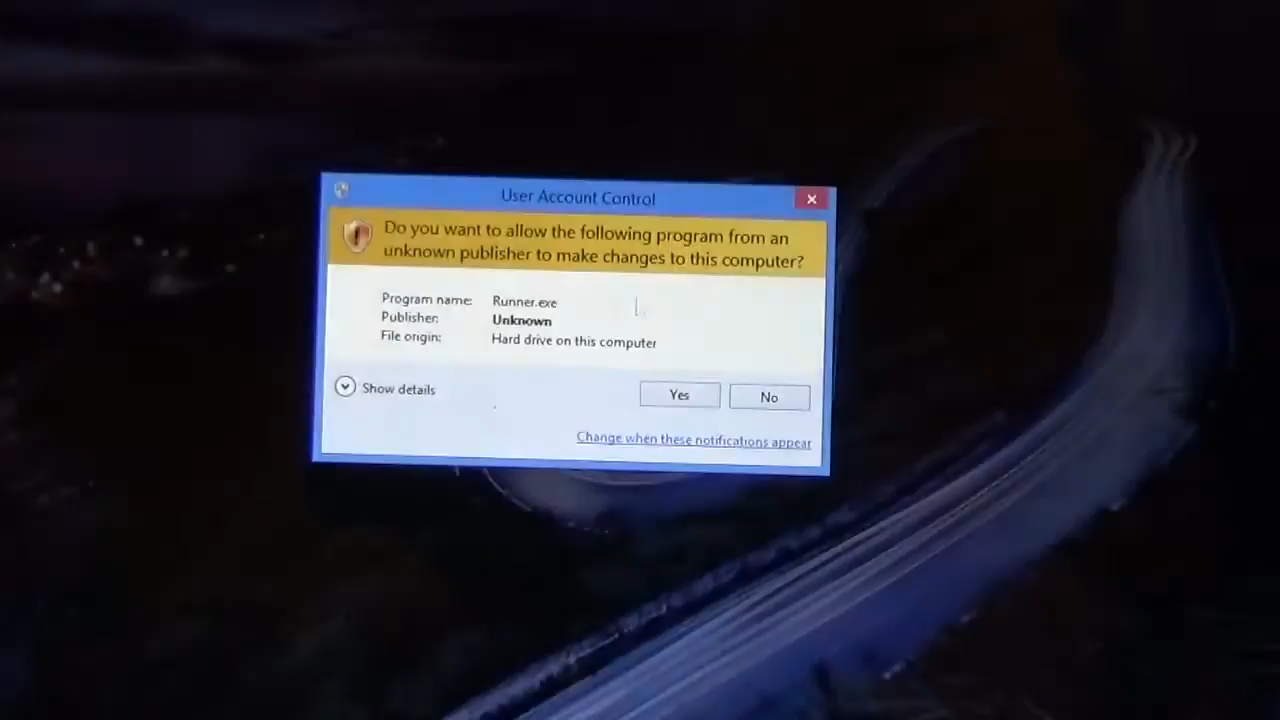 User Account Control
Do you want to allow the following program from an
unknown publisher to make changes to this computer?
Program name: Runner.exe
Publisher: Unknown
File origin: Hard drive on this computer
Show details
Yes No
Change when these notifications appear